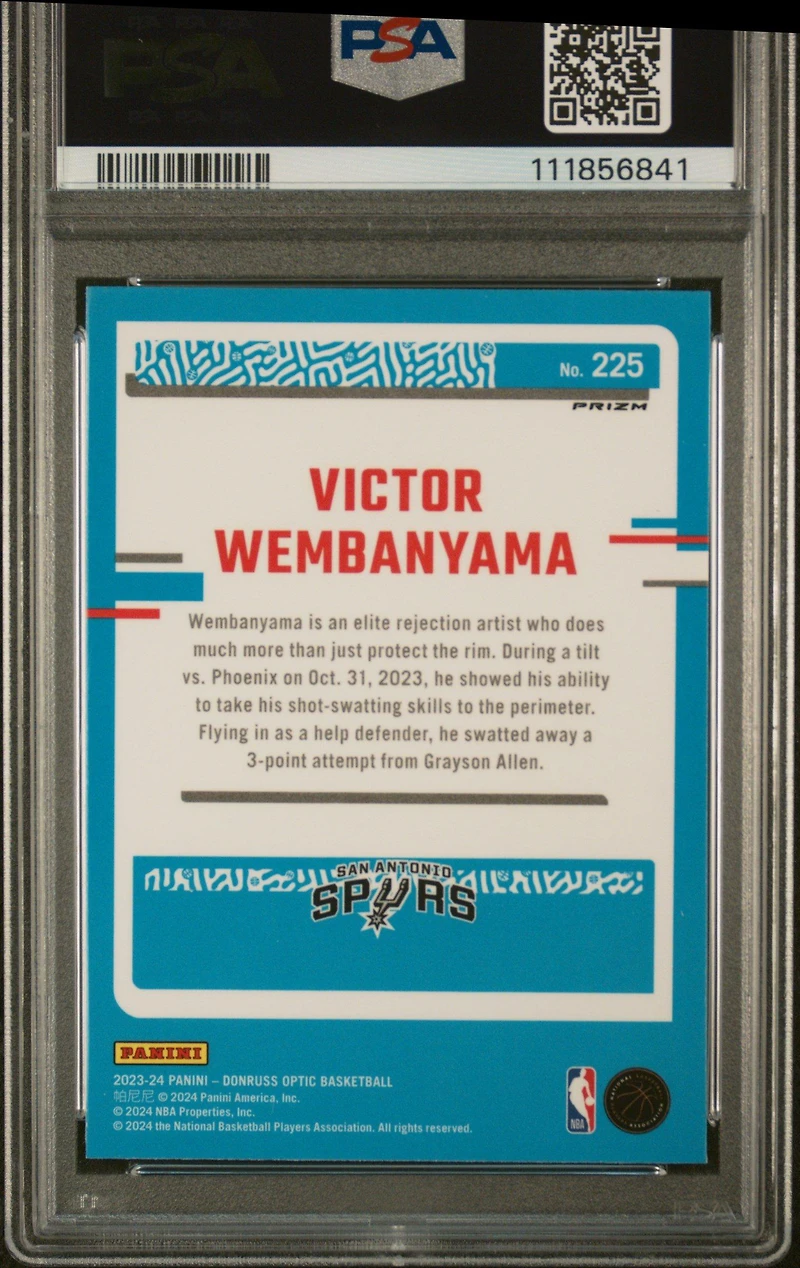 PSA
PSA
111856841
No. 225
PRIZM
VICTOR
WEMBANYAMA
Wembanyama is an elite rejection artist who does
much more than just protect the rim. During a tilt
vs. Phoenix on Oct. 31, 2023, he showed his ability
to take his shot-swatting skills to the perimeter.
Flying in as a help defender, he swatted away a
3-point attempt from Grayson Allen.
SAN ANTONIO
SPURS
PANINI
2023-24 PANINI – DONRUSS OPTIC BASKETBALL
帕尼尼 © 2024 Panini America, Inc.
© 2024 NBA Properties, Inc.
© 2024 the National Basketball Players Association. All rights reserved.
NBA